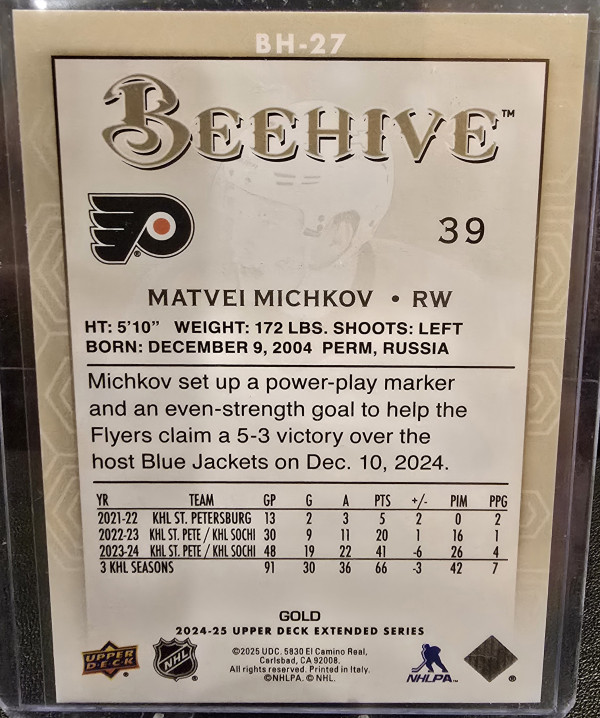 BH-27
BEEHIVE™
39
MATVEI MICHKOV • RW
HT: 5'10" WEIGHT: 172 LBS. SHOOTS: LEFT
BORN: DECEMBER 9, 2004 PERM, RUSSIA
Michkov set up a power-play marker
and an even-strength goal to help the
Flyers claim a 5-3 victory over the
host Blue Jackets on Dec. 10, 2024.
YR TEAM GP G A PTS +/- PIM PPG
2021-22 KHL ST. PETERSBURG 13 2 3 5 2 0 2
2022-23 KHL ST. PETE / KHL SOCHI 30 9 11 20 1 16 1
2023-24 KHL ST. PETE / KHL SOCHI 48 19 22 41 -6 26 4
3 KHL SEASONS 91 30 36 66 -3 42 7
GOLD
2024-25 UPPER DECK EXTENDED SERIES
UPPER DECK
NHL
©2025 UDC. 5830 El Camino Real,
Carlsbad, CA 92008.
All rights reserved. Printed in Italy.
©NHLPA. © NHL.
NHLPA™
®